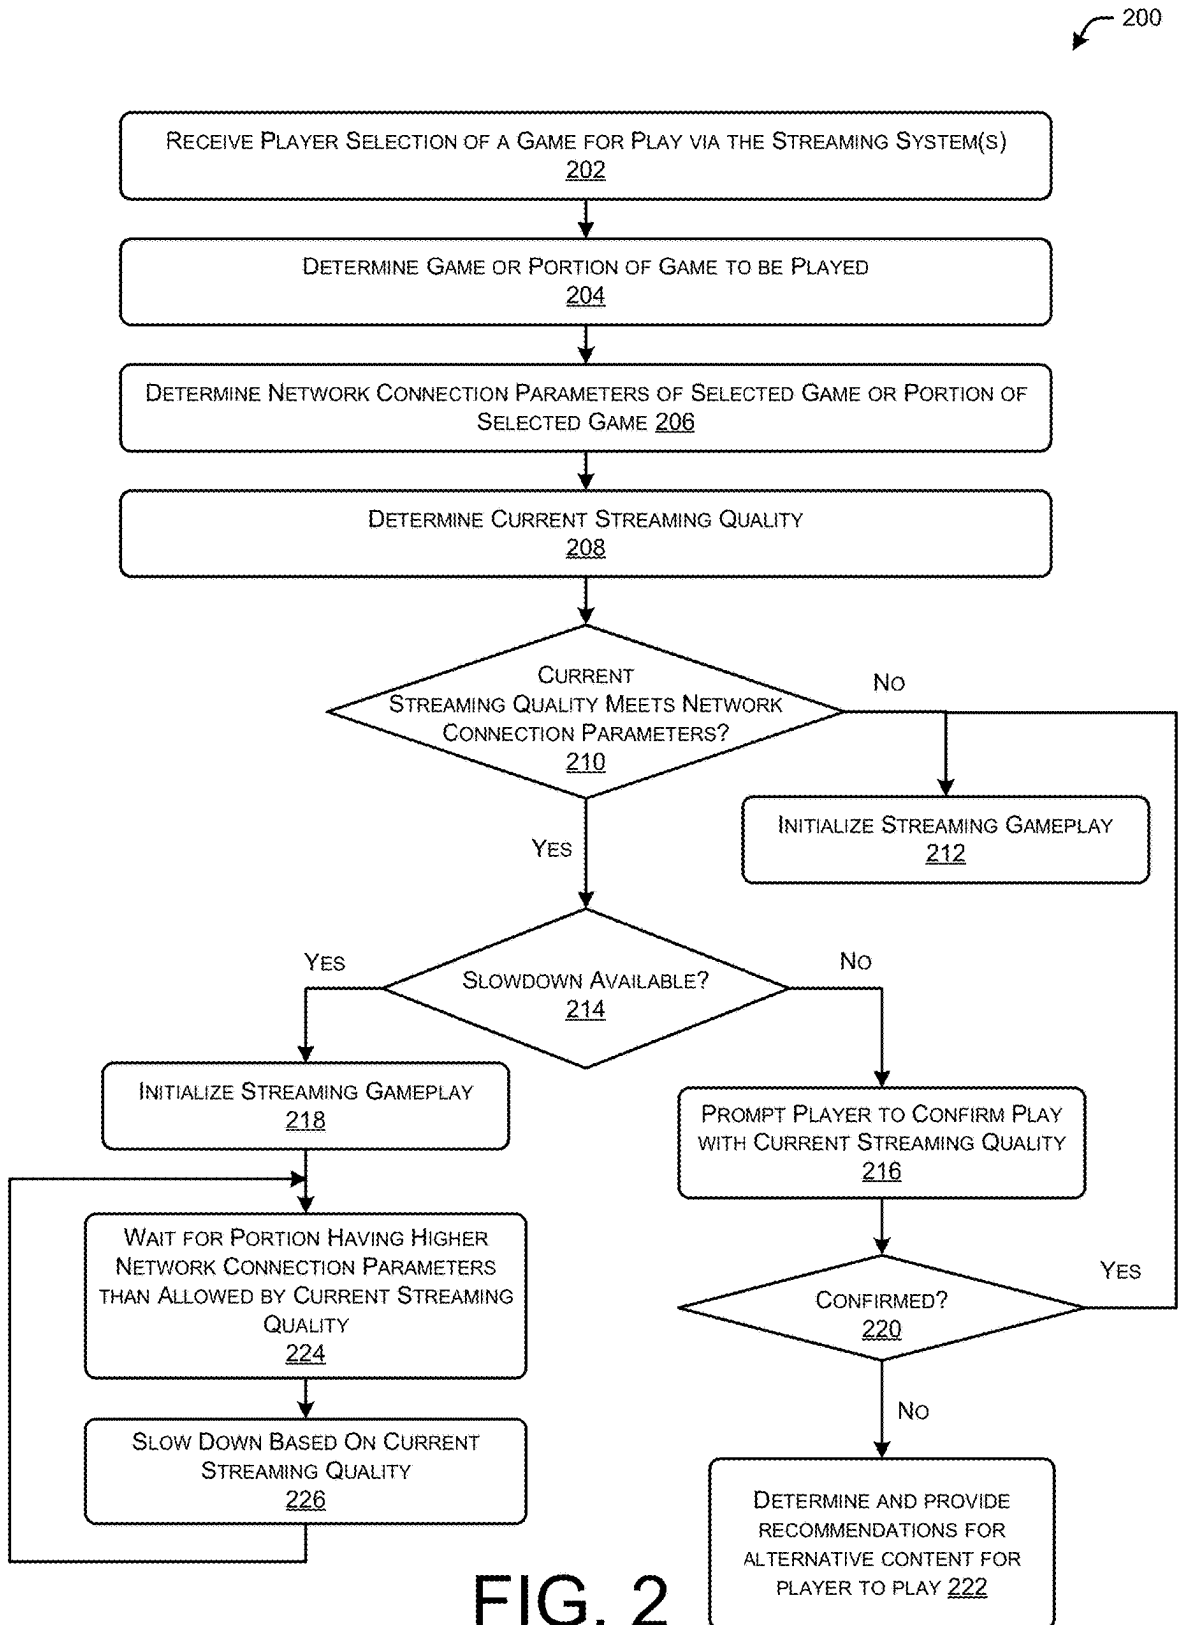 200
Receive Player Selection of a Game for Play via the Streaming System(s)
202
Determine Game or Portion of Game to be Played
204
Determine Network Connection Parameters of Selected Game or Portion of
Selected Game 206
Determine Current Streaming Quality
208
Current
Streaming Quality Meets Network
Connection Parameters?
210
No
Initialize Streaming Gameplay
212
Yes
Slowdown Available?
214
Yes
No
Initialize Streaming Gameplay
218
Prompt Player to Confirm Play
with Current Streaming Quality
216
Wait for Portion Having Higher
Network Connection Parameters
than Allowed by Current Streaming
Quality
224
Confirmed?
220
Yes
No
Slow Down Based On Current
Streaming Quality
226
Determine and provide
recommendations for
alternative content for
player to play 222
FIG. 2